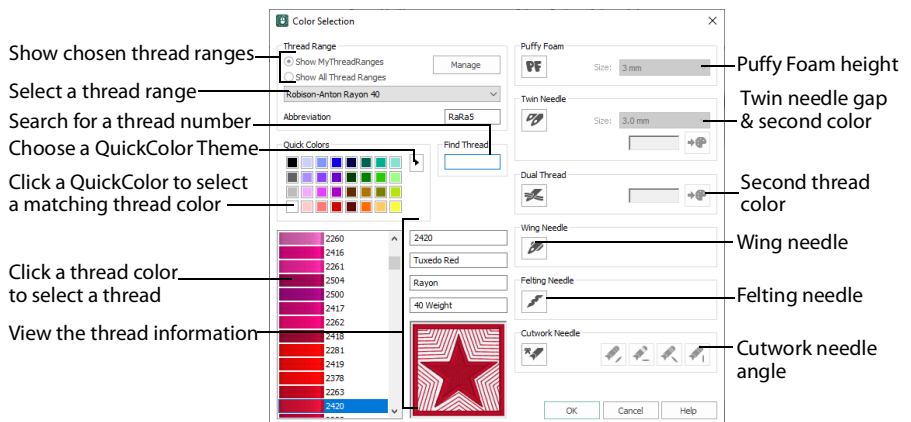 Color Selection
Show chosen thread ranges
Select a thread range
Search for a thread number
Choose a QuickColor Theme
Click a QuickColor to select
a matching thread color
Click a thread color
to select a thread
View the thread information
Thread Range
Show MyThreadRanges
Manage
Show All Thread Ranges
Robison-Anton Rayon 40
Abbreviation
RaRa5
Quick Colors
Find Thread
2260
2416
2261
2504
2500
2417
2262
2418
2281
2419
2378
2263
2420
2420
Tuxedo Red
Rayon
40 Weight
Puffy Foam
PF
Size:
3 mm
Twin Needle
Size:
3.0 mm
Dual Thread
Wing Needle
Felting Needle
Cutwork Needle
OK
Cancel
Help
Puffy Foam height
Twin needle gap
& second color
Second thread
color
Wing needle
Felting needle
Cutwork needle
angle